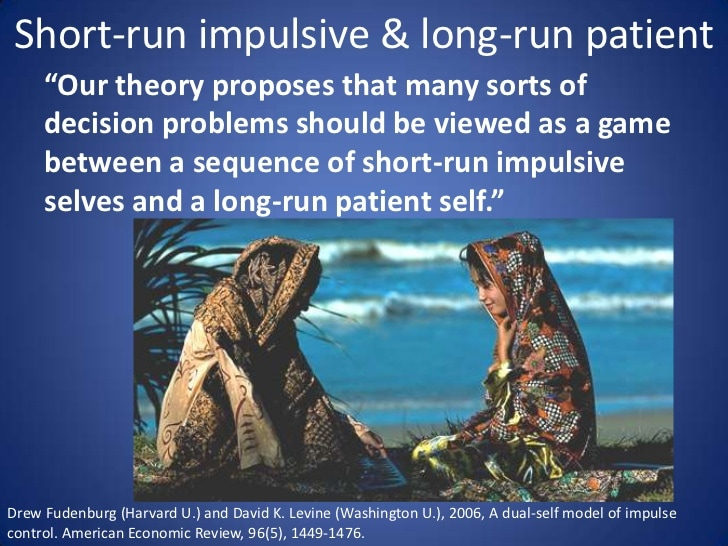 Short-run impulsive & long-run patient
“Our theory proposes that many sorts of
decision problems should be viewed as a game
between a sequence of short-run impulsive
selves and a long-run patient self.”
Drew Fudenburg (Harvard U.) and David K. Levine (Washington U.), 2006, A dual-self model of impulse
control. American Economic Review, 96(5), 1449-1476.